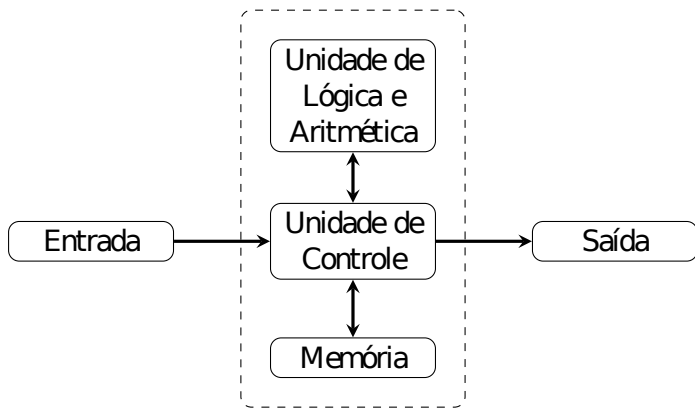 Unidade de
Lógica e
Aritmética
Entrada
Unidade de
Controle
Saída
Memória